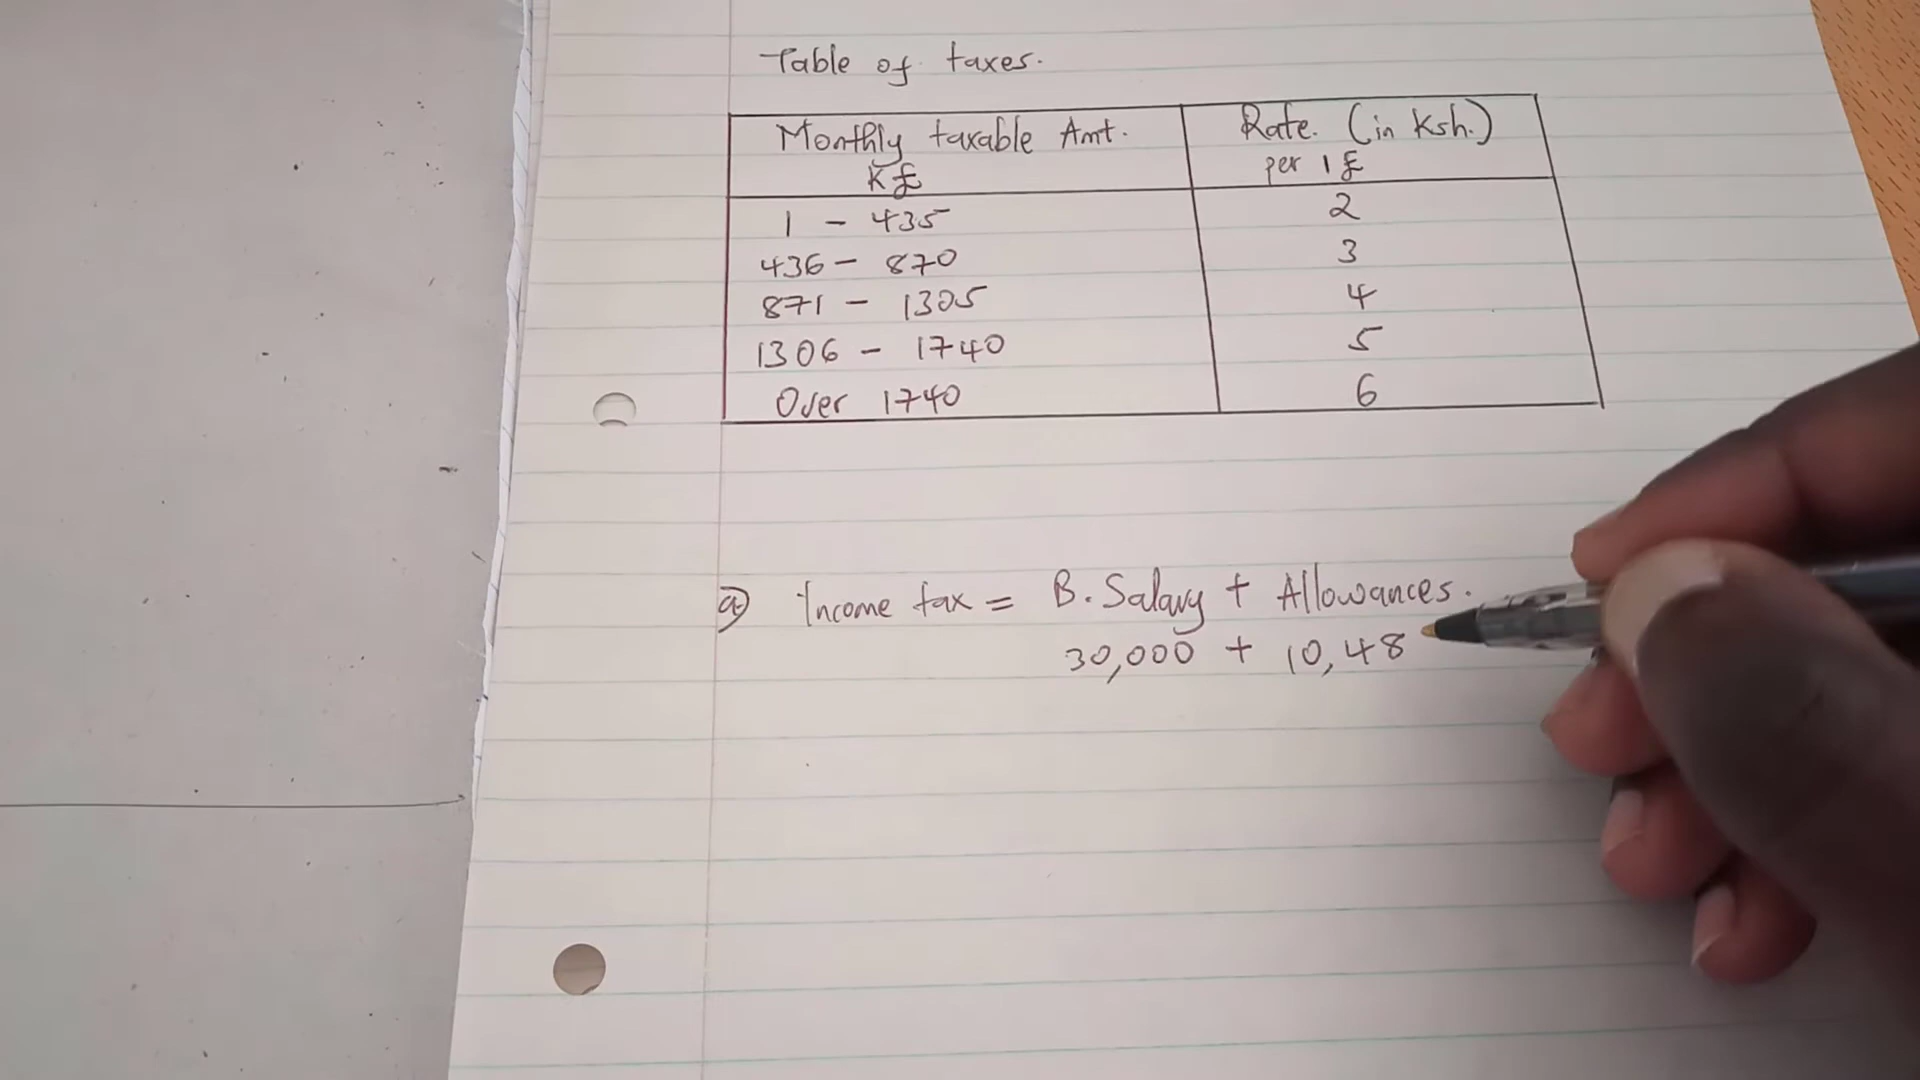 Table of taxes.
Monthly taxable Amt. K£
Rate. (in Ksh.) per 1 £
1 - 435 2
436 - 870 3
871 - 1305 4
1306 - 1740 5
Over 1740 6
a) Income tax = B. Salary + Allowances.
30,000 + 10,48